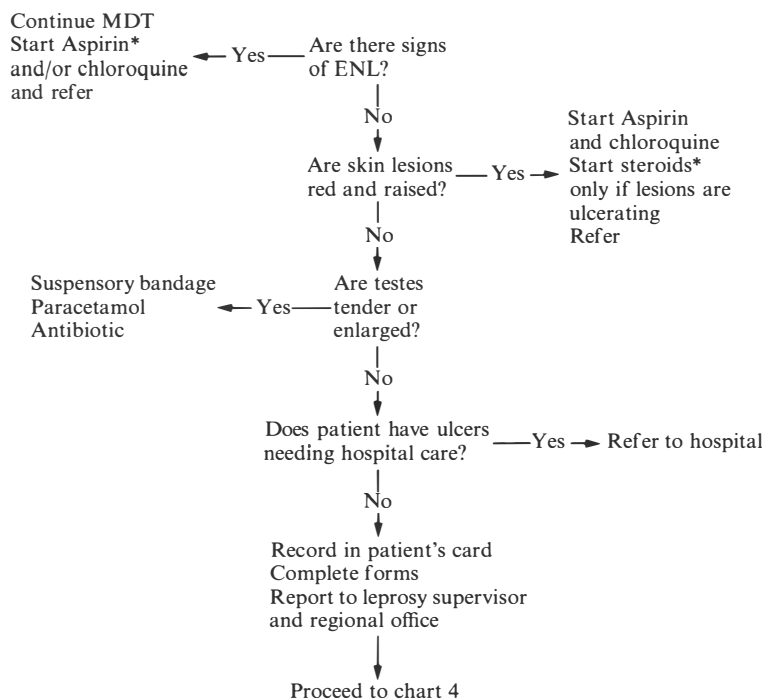 Continue MDT
Start Aspirin*
and/or chloroquine
and refer
Yes
Are there signs
of ENL?
No
Are skin lesions
red and raised?
Yes
Start Aspirin
and chloroquine
Start steroids*
only if lesions are
ulcerating
Refer
No
Suspensory bandage
Paracetamol
Antibiotic
Yes
Are testes
tender or
enlarged?
No
Does patient have ulcers
needing hospital care?
Yes
Refer to hospital
No
Record in patient's card
Complete forms
Report to leprosy supervisor
and regional office
Proceed to chart 4